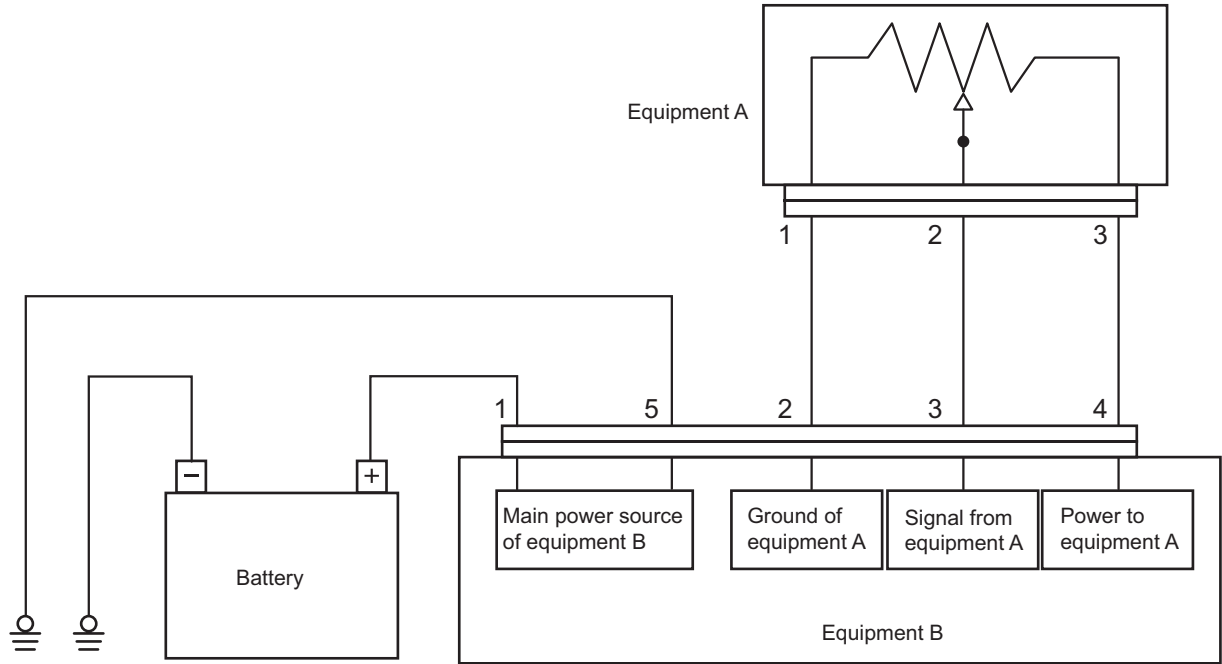 Equipment A
1 2 3
1 5 2 3 4
− +
Main power source
of equipment B
Ground of
equipment A
Signal from
equipment A
Power to
equipment A
Battery
Equipment B